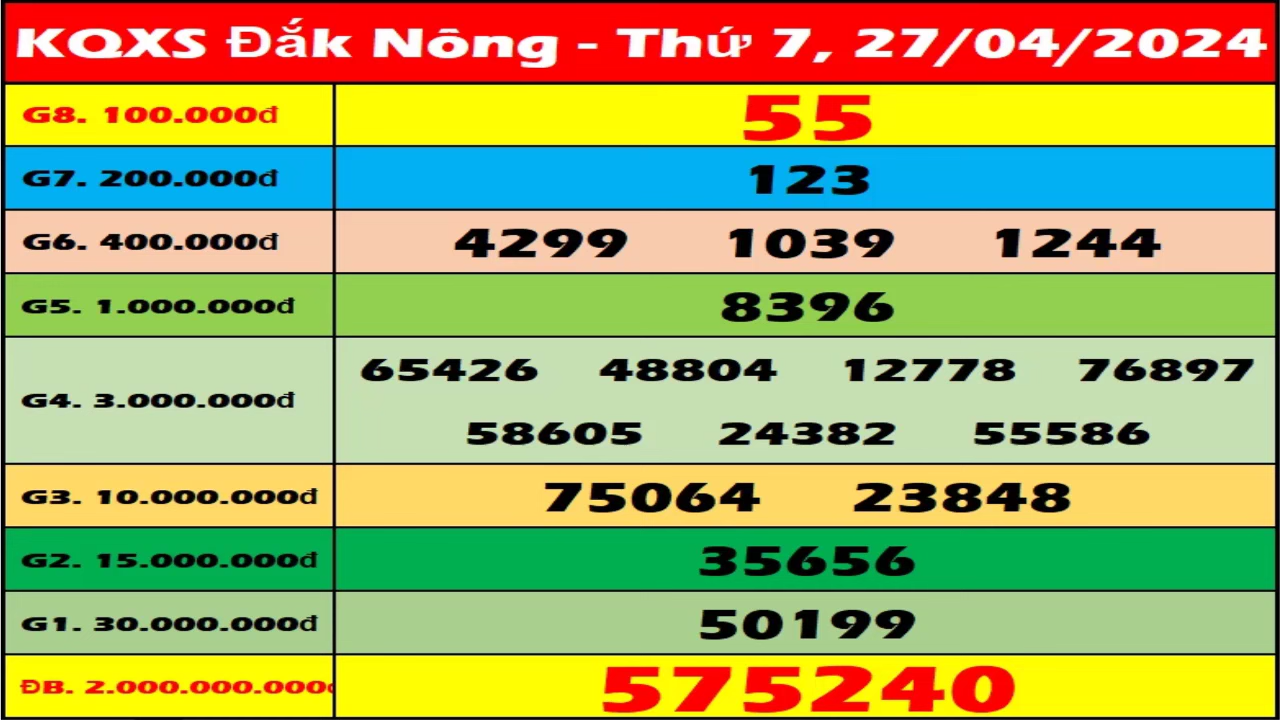 KQXS Đắk Nông - Thứ 7, 27/04/2024
G8. 100.000đ 55
G7. 200.000đ 123
G6. 400.000đ 4299 1039 1244
G5. 1.000.000đ 8396
65426 48804 12778 76897
G4. 3.000.000đ
58605 24382 55586
G3. 10.000.000đ 75064 23848
G2. 15.000.000đ 35656
G1. 30.000.000đ 50199
ĐB. 2.000.000.000đ 575240